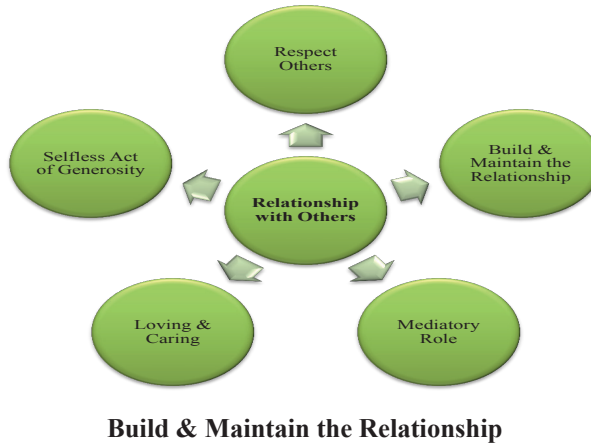 Respect
Others
Selfless Act
of Generosity
Build &
Maintain the
Relationship
Relationship
with Others
Loving &
Caring
Mediatory
Role
Build & Maintain the Relationship